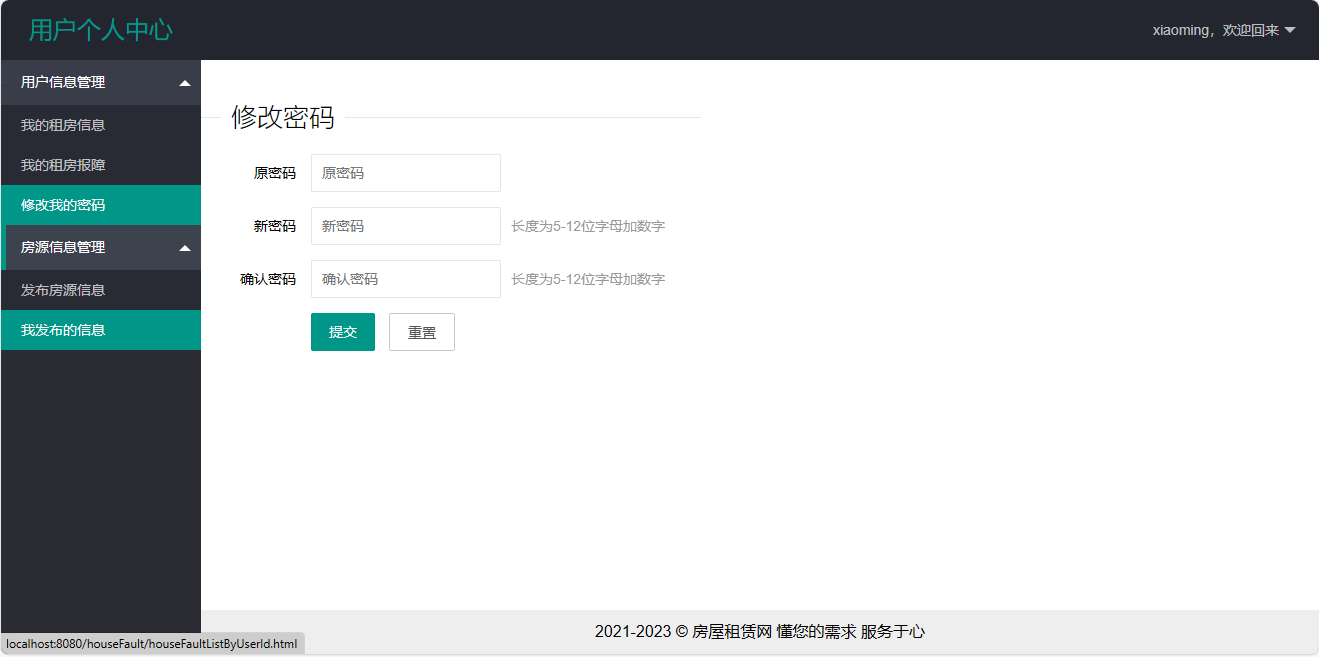 用户个人中心
xiaoming，欢迎回来
用户信息管理
我的租房信息
我的租房报障
修改我的密码
房源信息管理
发布房源信息
我发布的信息
修改密码
原密码 原密码
新密码 新密码 长度为5-12位字母加数字
确认密码 确认密码 长度为5-12位字母加数字
提交 重置
2021-2023 © 房屋租赁网 懂您的需求 服务于心
localhost:8080/houseFault/houseFaultListByUserId.html